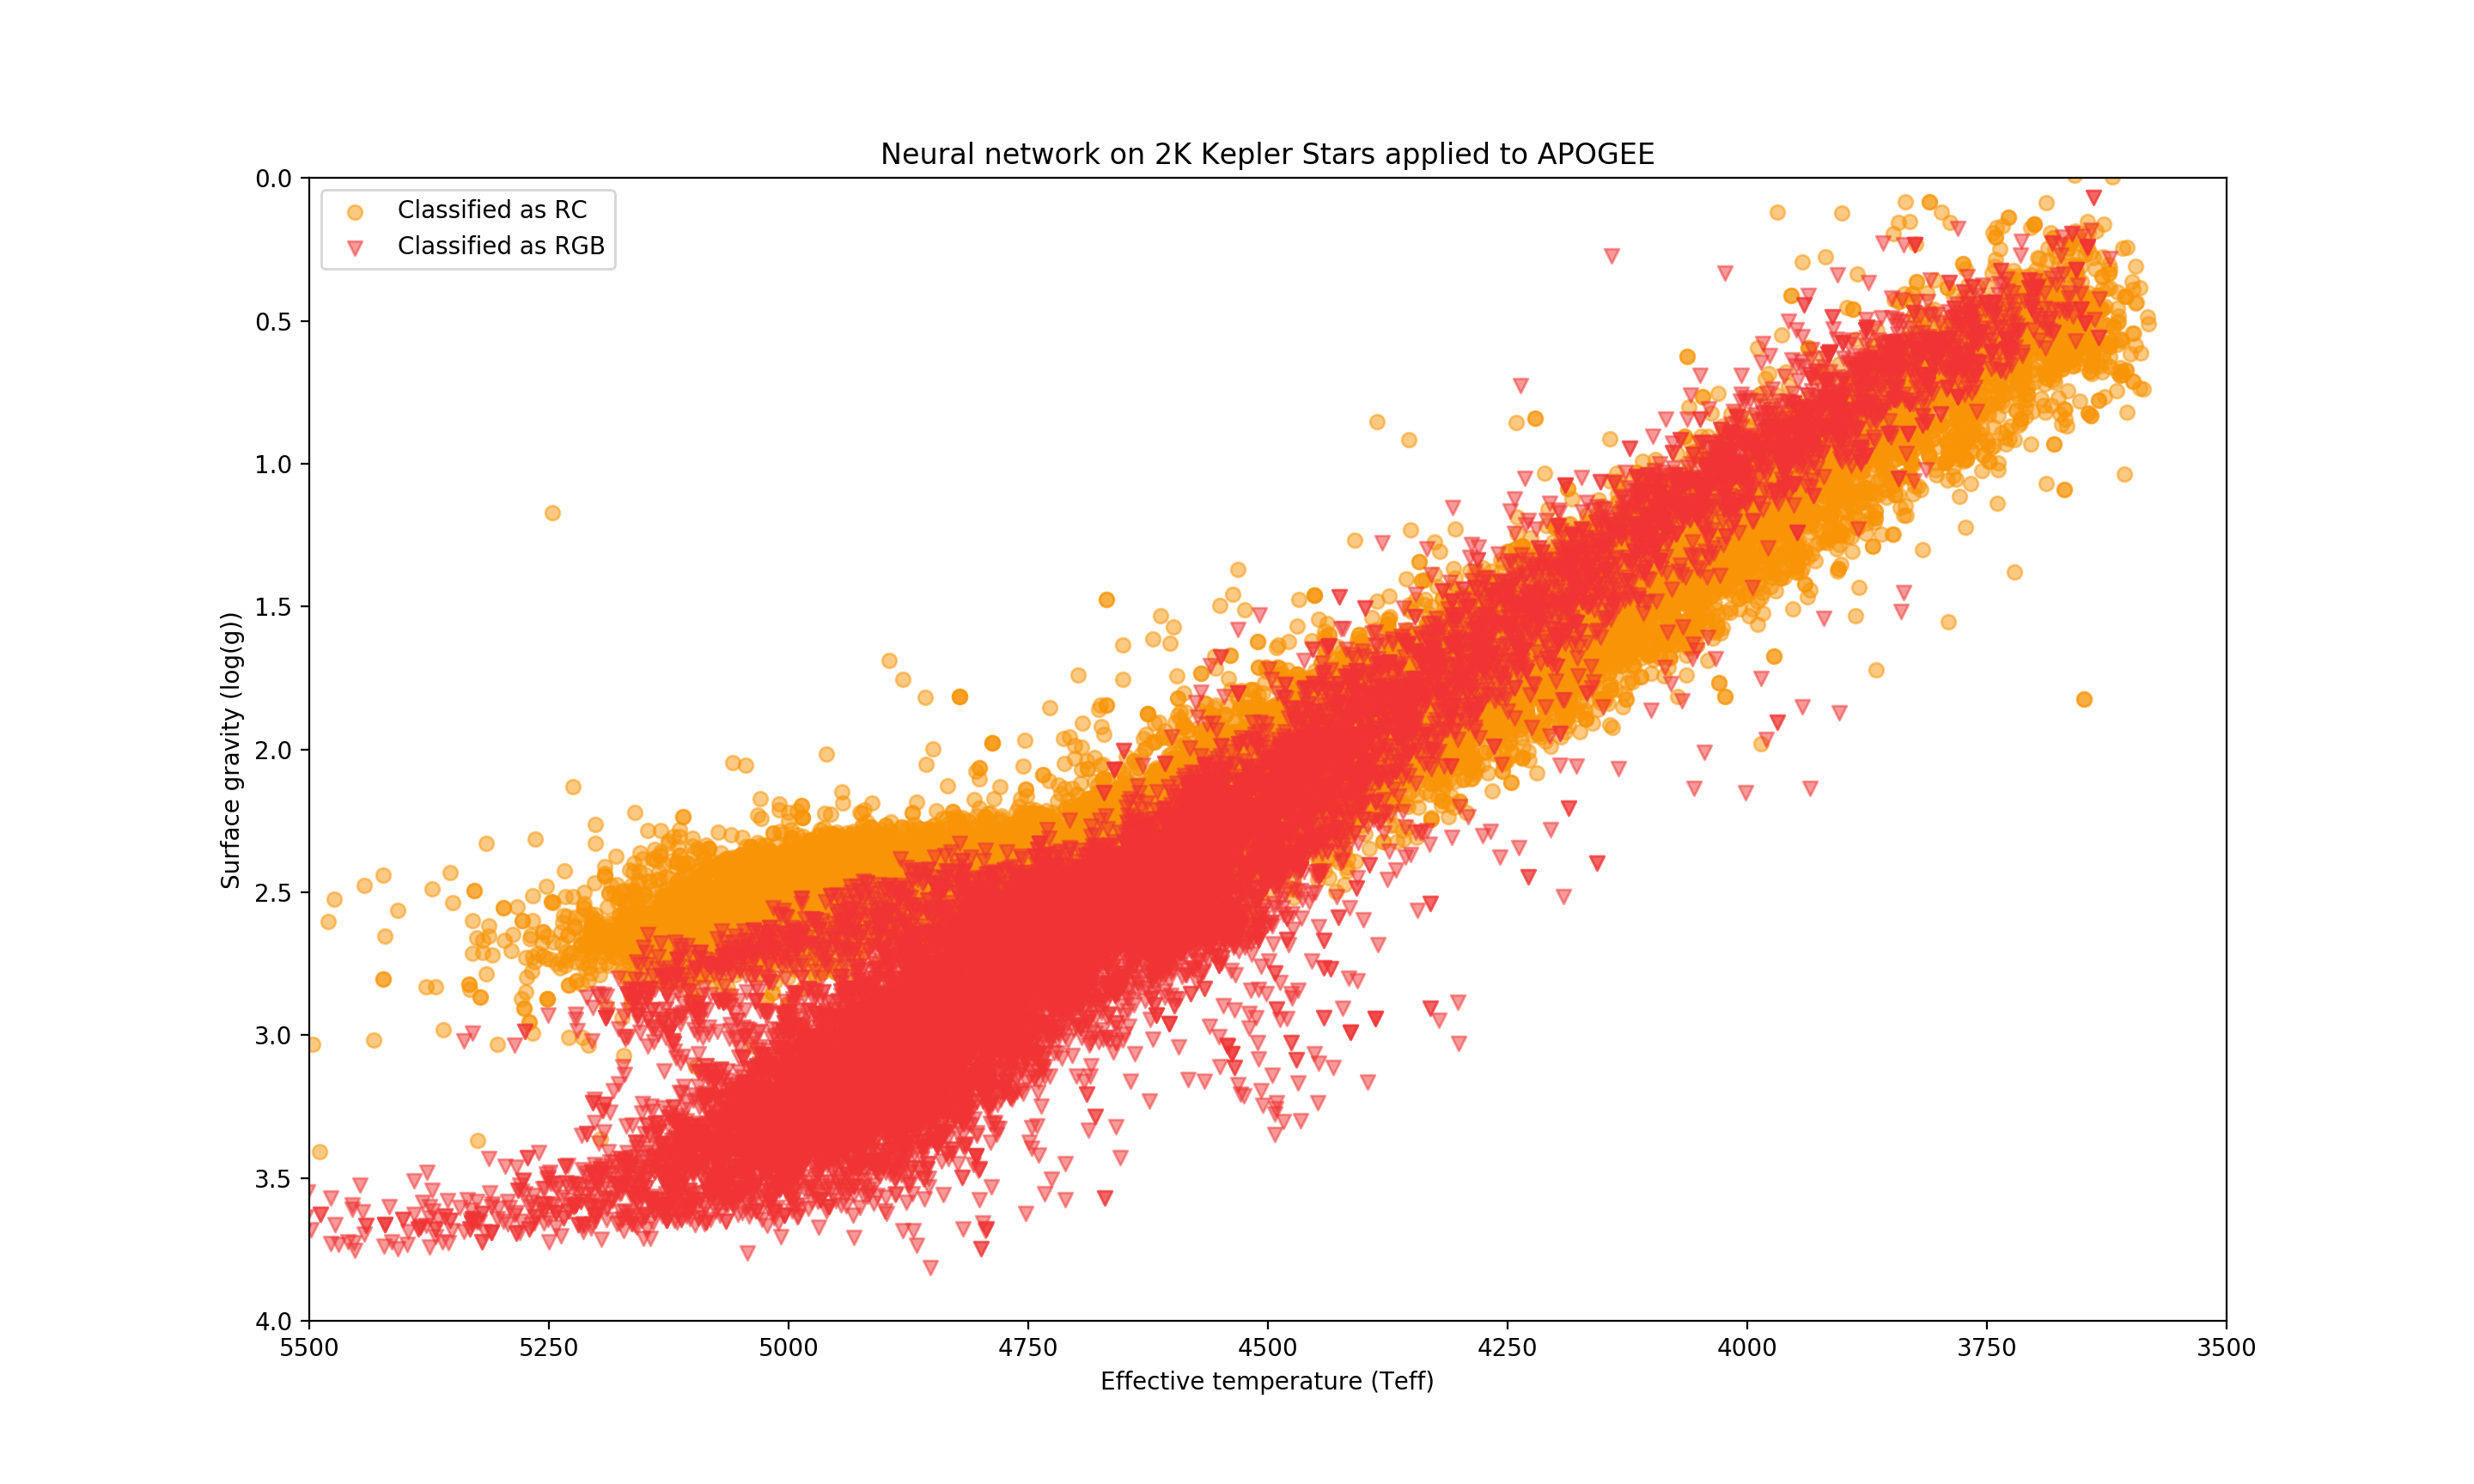 Neural network on 2K Kepler Stars applied to APOGEE
Classified as RC
Classified as RGB
Surface gravity (log(g))
0.0
0.5
1.0
1.5
2.0
2.5
3.0
3.5
4.0
5500 5250 5000 4750 4500 4250 4000 3750 3500
Effective temperature (Teff)